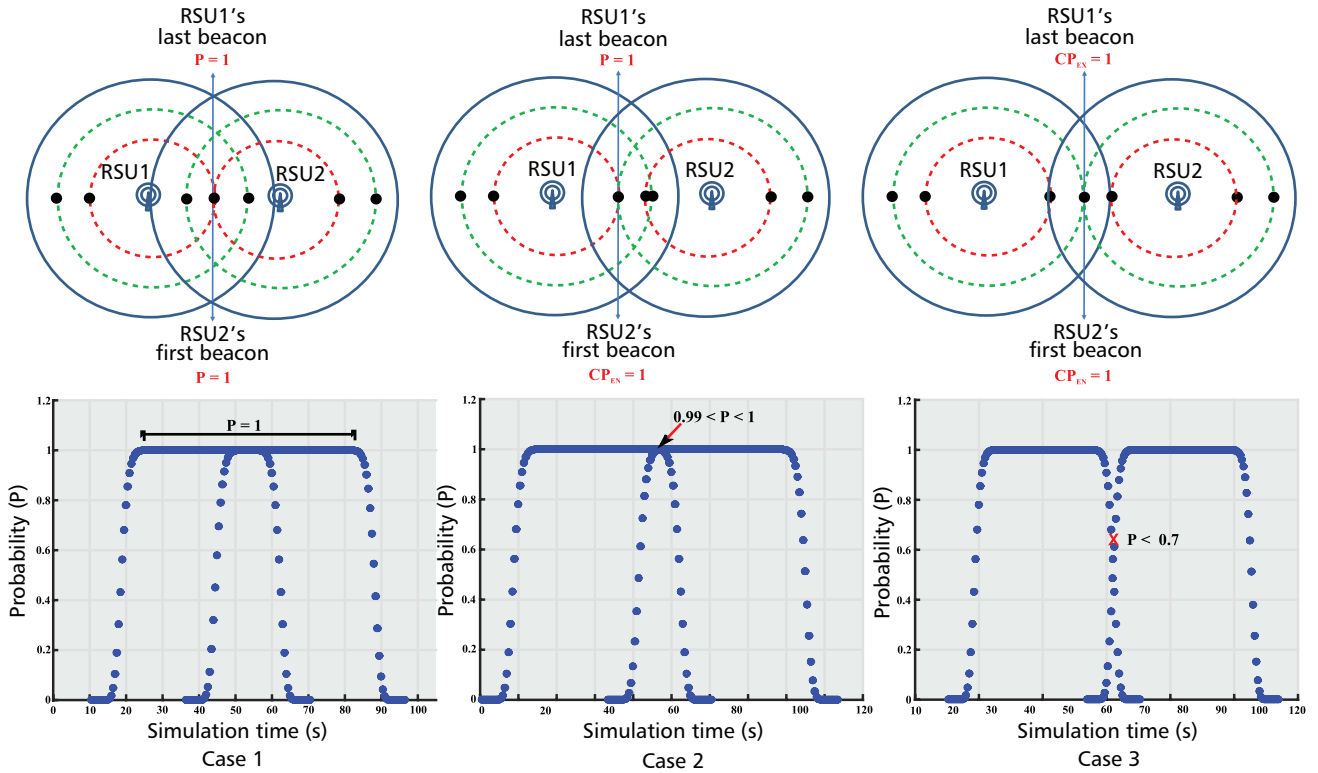 RSU1's
last beacon
P = 1
RSU1
RSU2
RSU2's
first beacon
P = 1
RSU1's
last beacon
P = 1
RSU1
RSU2
RSU2's
first beacon
CP_EN = 1
RSU1's
last beacon
CP_EN = 1
RSU1
RSU2
RSU2's
first beacon
CP_EN = 1
1.2
1
0.8
0.6
0.4
0.2
0
Probability (P)
P = 1
0 10 20 30 40 50 60 70 80 90 100
Simulation time (s)
Case 1
1.2
1
0.8
0.6
0.4
0.2
0
Probability (P)
0.99 < P < 1
0 20 30 40 60 80 100 120
Simulation time (s)
Case 2
1.2
1
0.8
0.6
0.4
0.2
0
Probability (P)
X P < 0.7
10 20 30 40 60 70 80 90 100 120
Simulation time (s)
Case 3